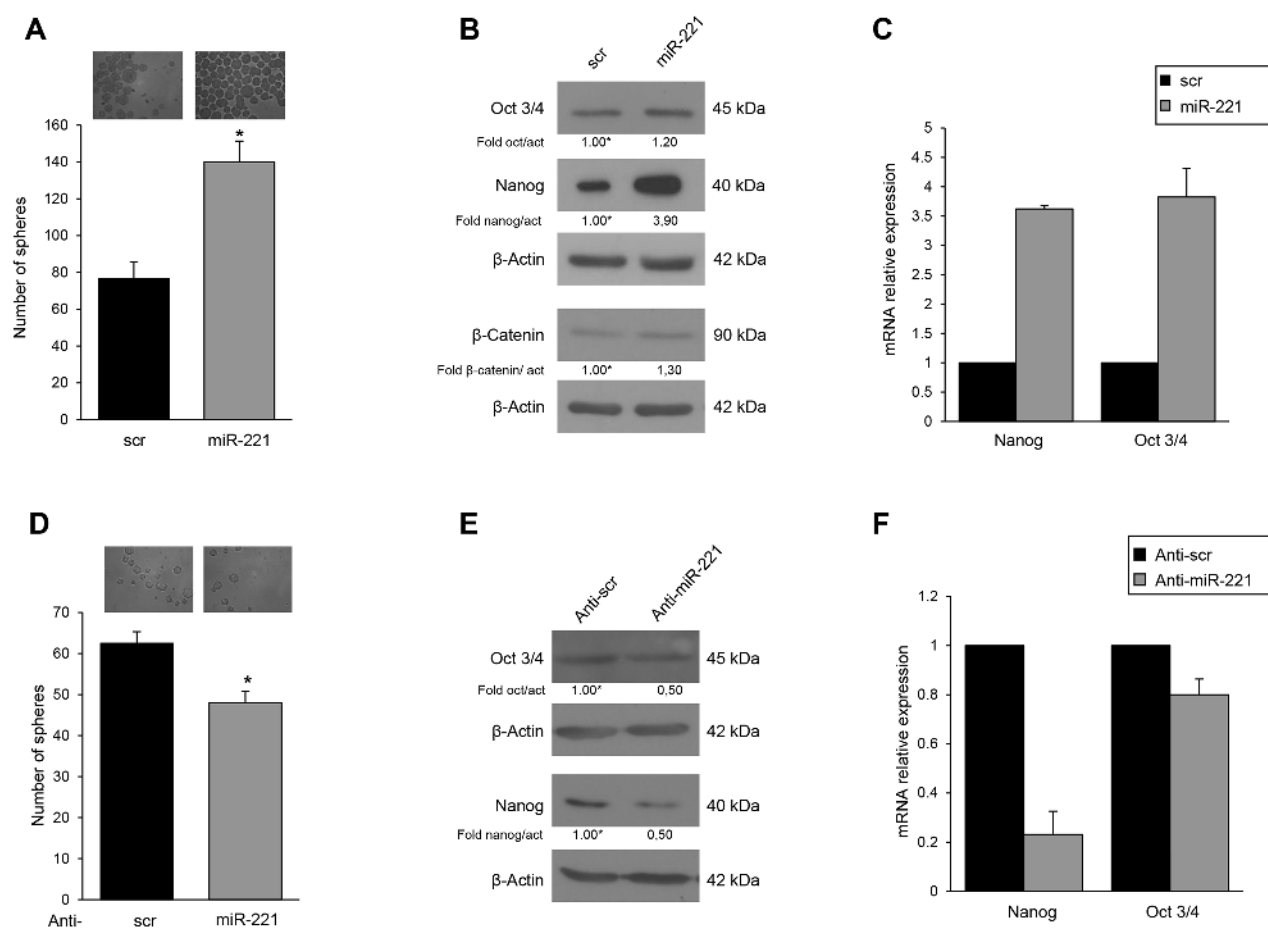 A
160
140
120
100
80
60
40
20
0
Number of spheres
*
scr
miR-221
B
scr
miR-221
Oct 3/4
45 kDa
Fold oct/act
1.00*
1,20
Nanog
40 kDa
Fold nanog/act
1.00*
3,90
β-Actin
42 kDa
β-Catenin
90 kDa
Fold β-catenin/ act
1.00*
1,30
β-Actin
42 kDa
C
scr
miR-221
5
4.5
4
3.5
3
2.5
2
1.5
1
0.5
0
mRNA relative expression
Nanog
Oct 3/4
D
70
60
50
40
30
20
10
0
Number of spheres
*
Anti-
scr
miR-221
E
Anti-scr
Anti-miR-221
Oct 3/4
45 kDa
Fold oct/act
1.00*
0,50
β-Actin
42 kDa
Nanog
40 kDa
Fold nanog/act
1.00*
0,50
β-Actin
42 kDa
F
Anti-scr
Anti-miR-221
1.2
1
0.8
0.6
0.4
0.2
0
mRNA relative expression
Nanog
Oct 3/4